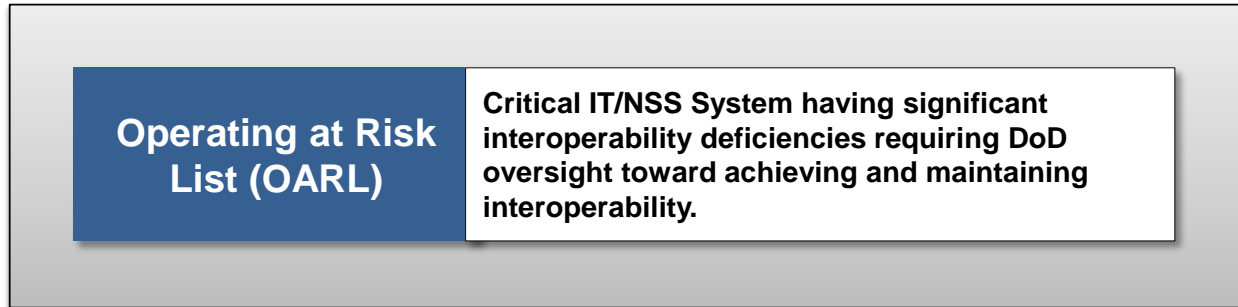 Operating at Risk
List (OARL)
Critical IT/NSS System having significant
interoperability deficiencies requiring DoD
oversight toward achieving and maintaining
interoperability.